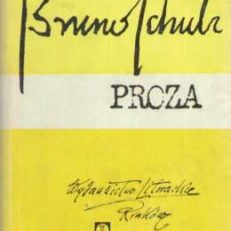 Bruno Schulz
PROZA
Wydawnictwo Literackie
Kraków